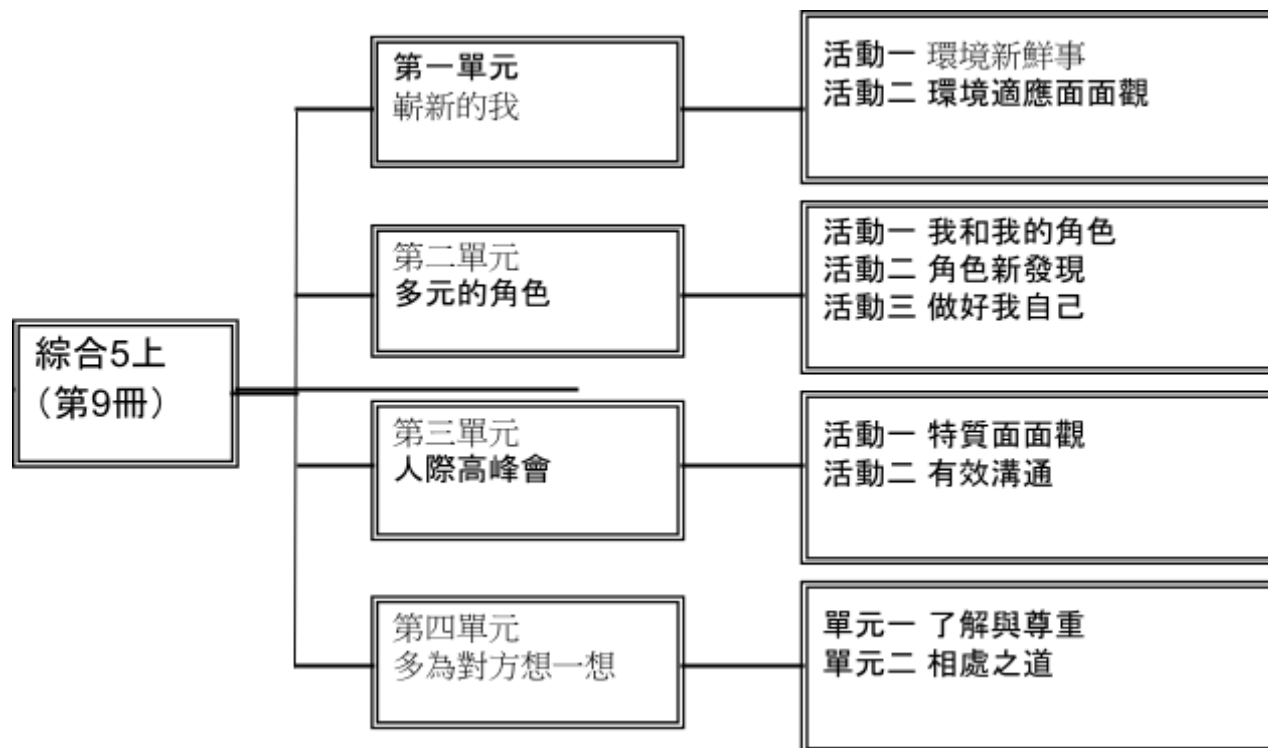 綜合5上
（第9冊）
第一單元
嶄新的我
活動一 環境新鮮事
活動二 環境適應面面觀
第二單元
多元的角色
活動一 我和我的角色
活動二 角色新發現
活動三 做好我自己
第三單元
人際高峰會
活動一 特質面面觀
活動二 有效溝通
第四單元
多為對方想一想
單元一 了解與尊重
單元二 相處之道